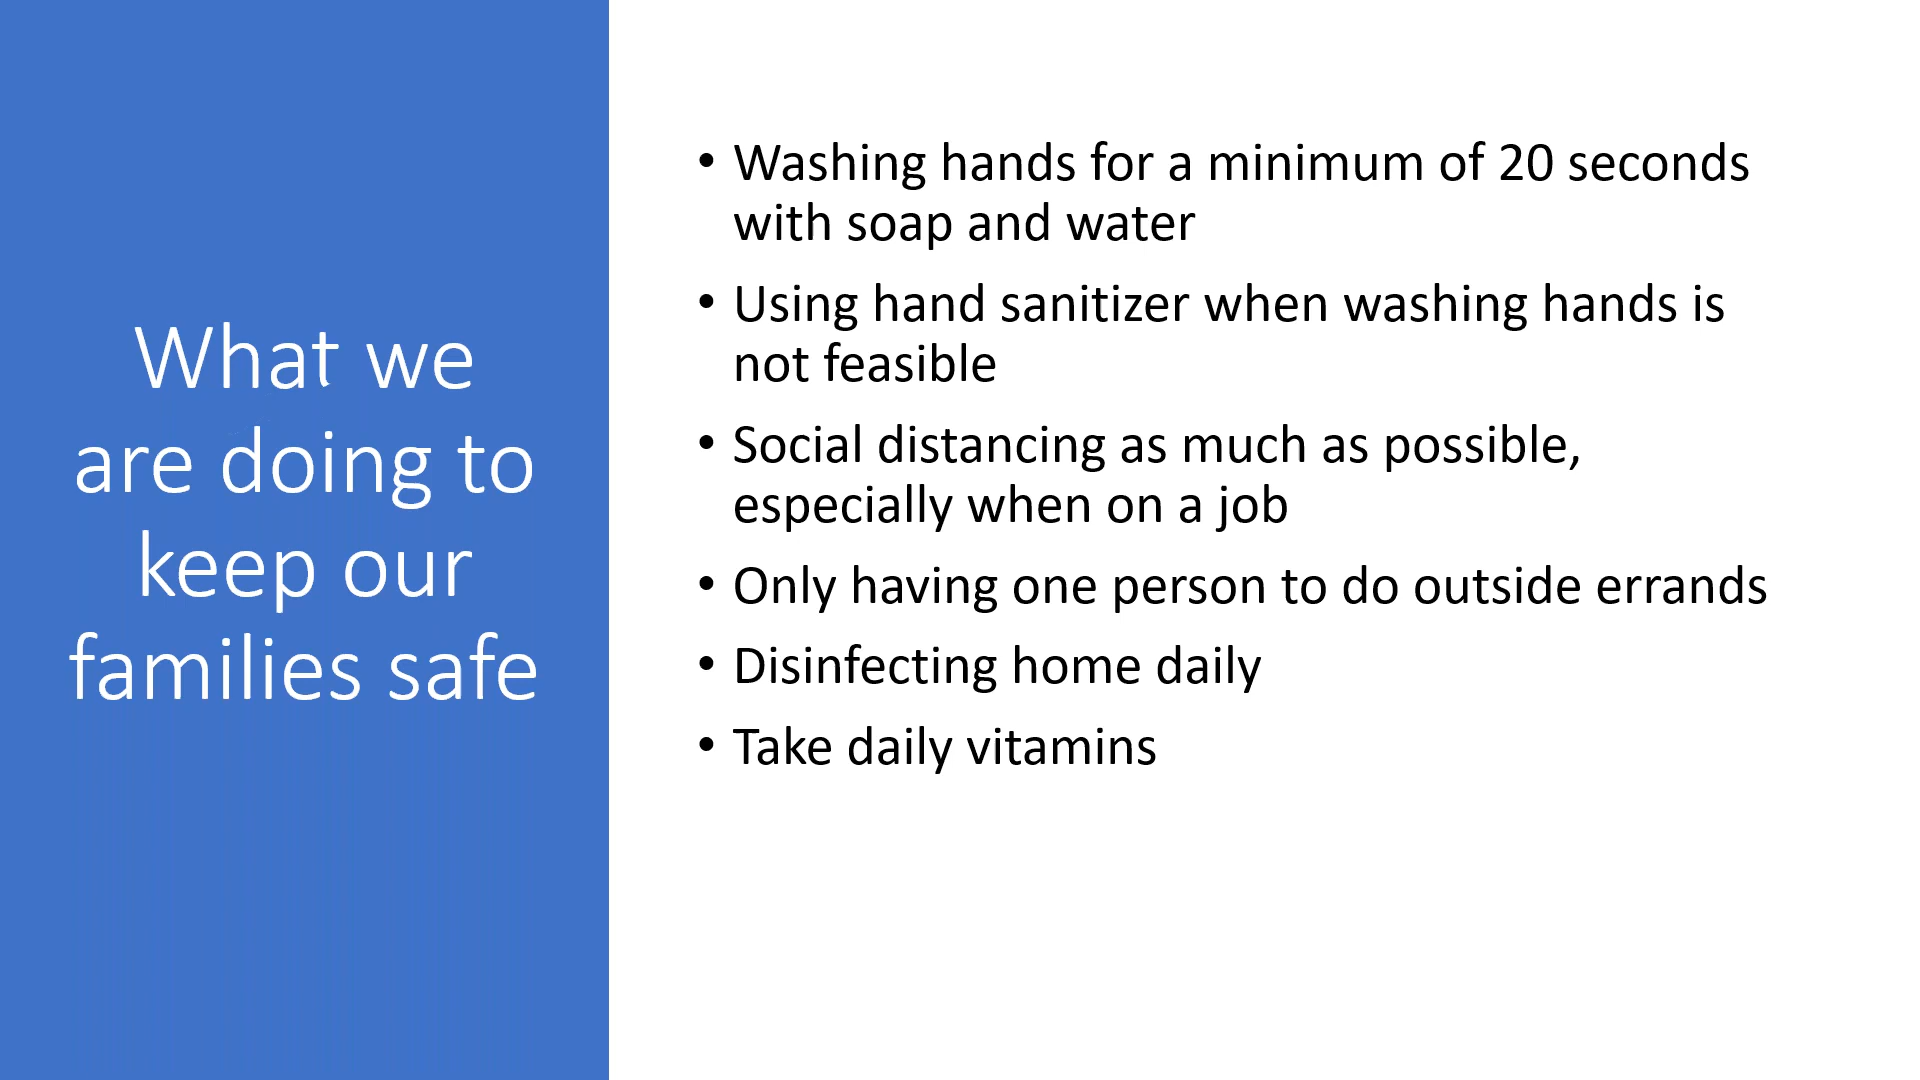 What we
are doing to
keep our
families safe
• Washing hands for a minimum of 20 seconds
with soap and water
• Using hand sanitizer when washing hands is
not feasible
• Social distancing as much as possible,
especially when on a job
• Only having one person to do outside errands
• Disinfecting home daily
• Take daily vitamins